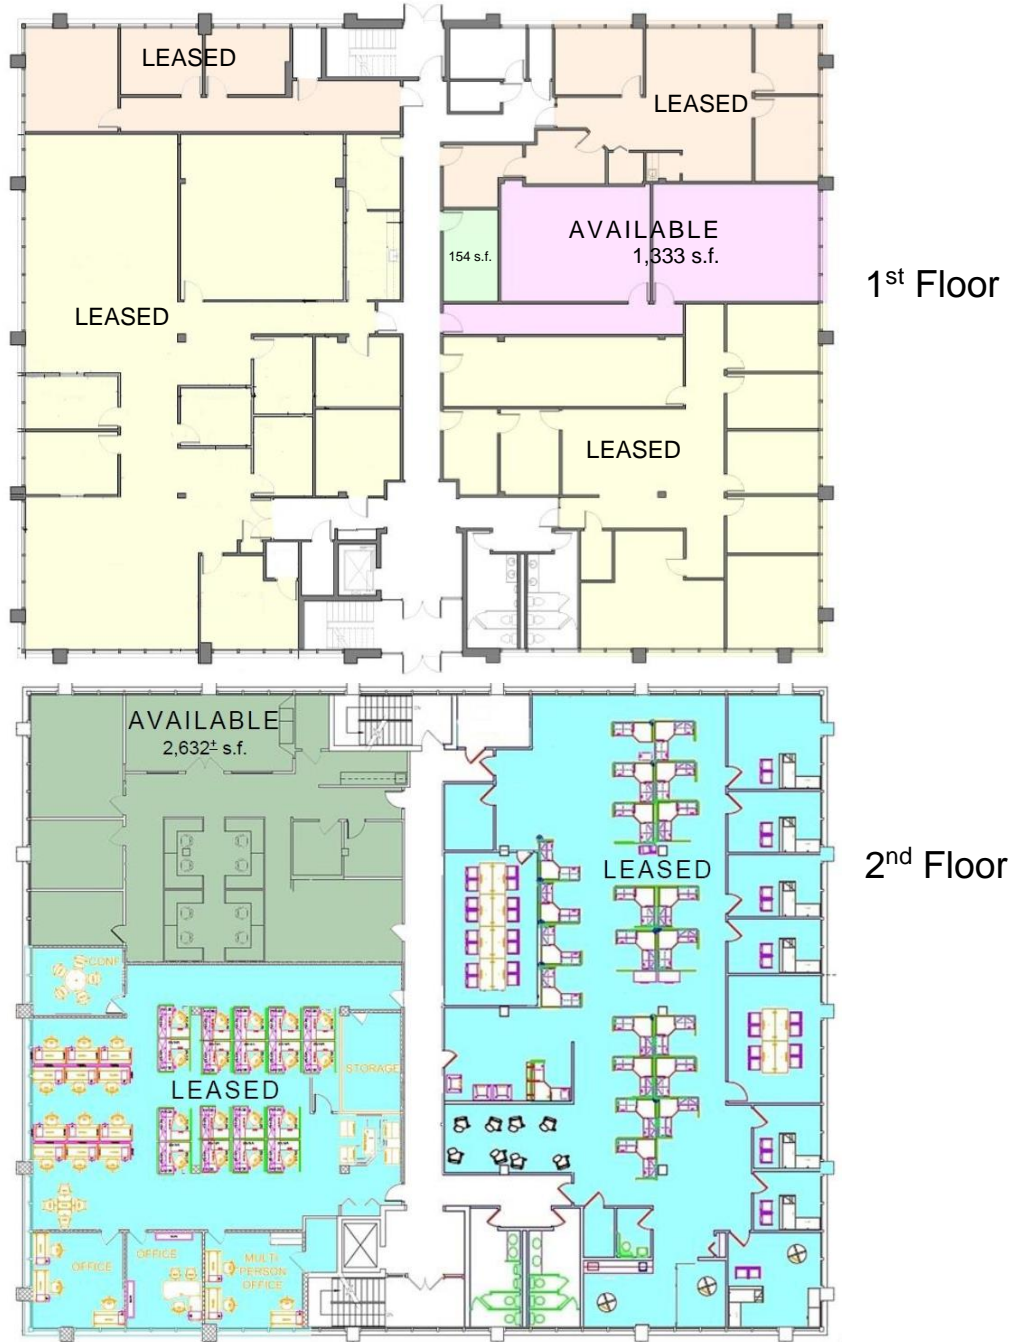 LEASED
LEASED
AVAILABLE
1,333 s.f.
154 s.f.
1st Floor
LEASED
LEASED
AVAILABLE
2,632± s.f.
2nd Floor
LEASED
CONF
LEASED
STORAGE
OFFICE
OFFICE
MULTI
PERSON
OFFICE